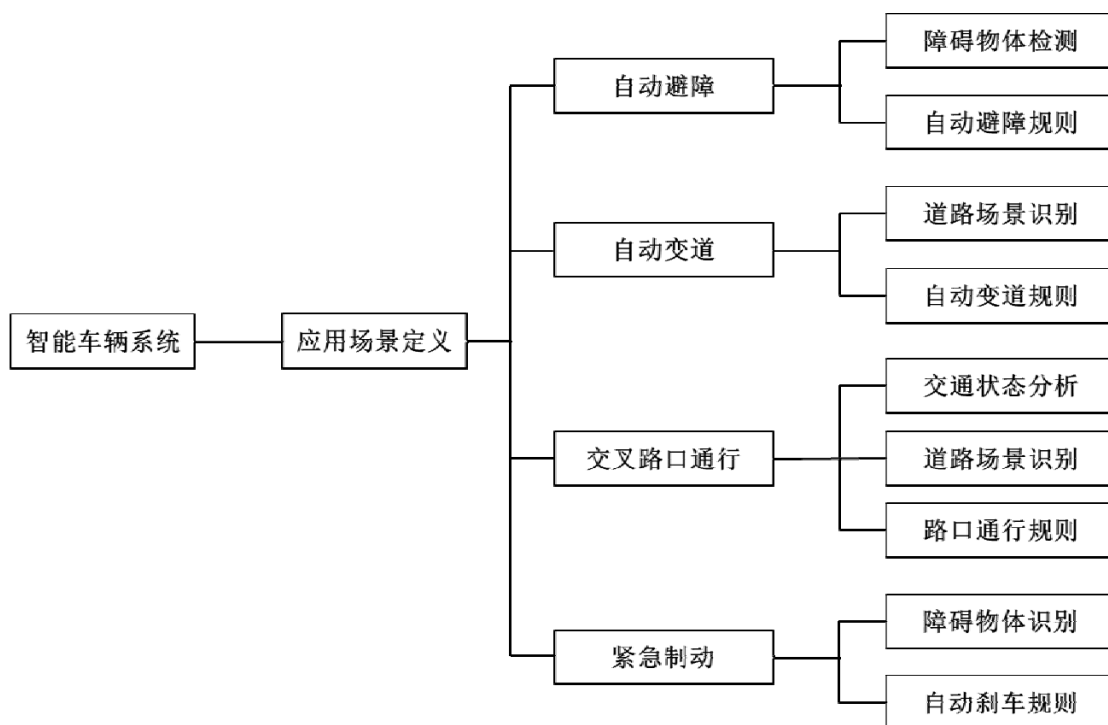 障碍物体检测
自动避障
自动避障规则
道路场景识别
自动变道
自动变道规则
智能车辆系统
应用场景定义
交通状态分析
交叉路口通行
道路场景识别
路口通行规则
障碍物体识别
紧急制动
自动刹车规则